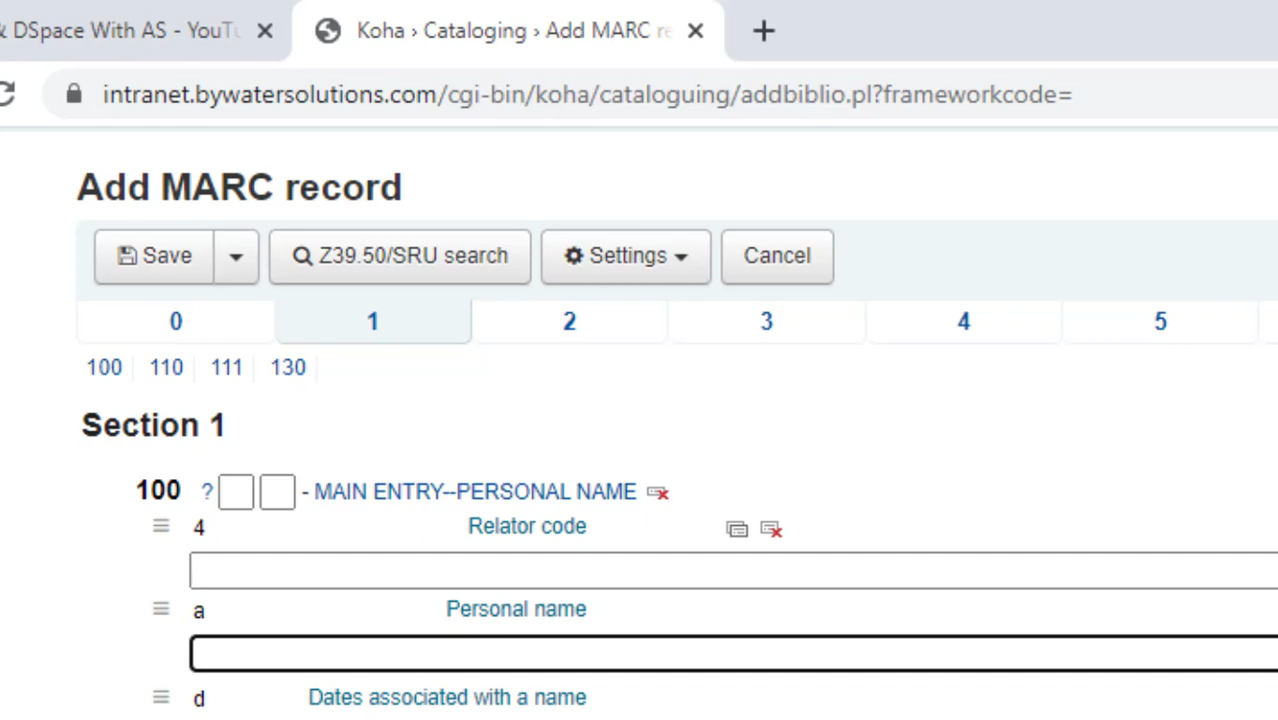 & DSpace With AS - YouTu
Koha › Cataloging › Add MARC re
intranet.bywatersolutions.com/cgi-bin/koha/cataloguing/addbiblio.pl?frameworkcode=
Add MARC record
Save Z39.50/SRU search Settings Cancel
0 1 2 3 4 5
100 110 111 130
Section 1
100 ? - MAIN ENTRY--PERSONAL NAME
4 Relator code
a Personal name
d Dates associated with a name